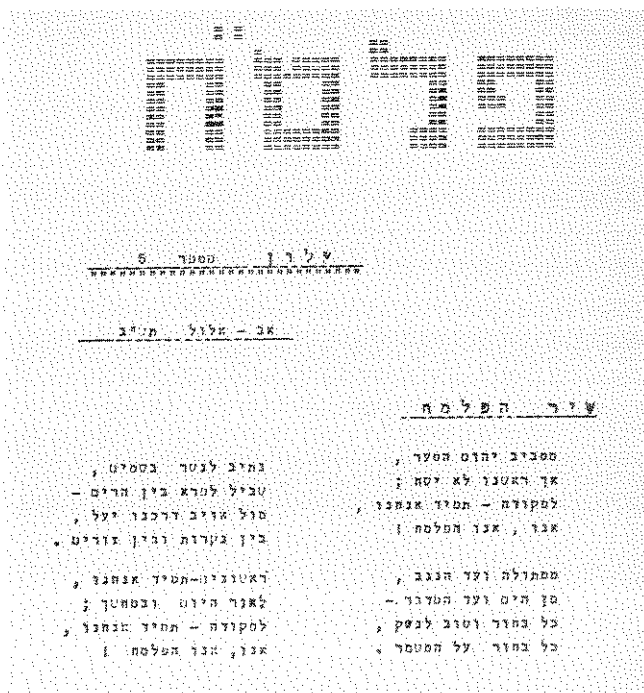 פלמ"ח
עלון מספר 5
אב - אלול תש"ב
שיר הפלמח
מסביב יהום הסער ,
אך ראשנו לא ישח ;
לפקודה - תמיד אנחנו ,
אנו , אנו הפלמח !
ממתולה ועד הנגב ,
מן הים ועד המדבר -
כל בחור וטוב לנשק ,
כל בחור על המשמר .
נתיב לנשר בשמים ,
שביל לפרא בין הרים -
מול אויב דרכנו יעל ,
בין נקרות ובין צורים .
ראשונים-תמיד אנחנו ,
לאור היום ובמחשך ;
לפקודה - תמיד אנחנו ,
אנו, אנו הפלמח !